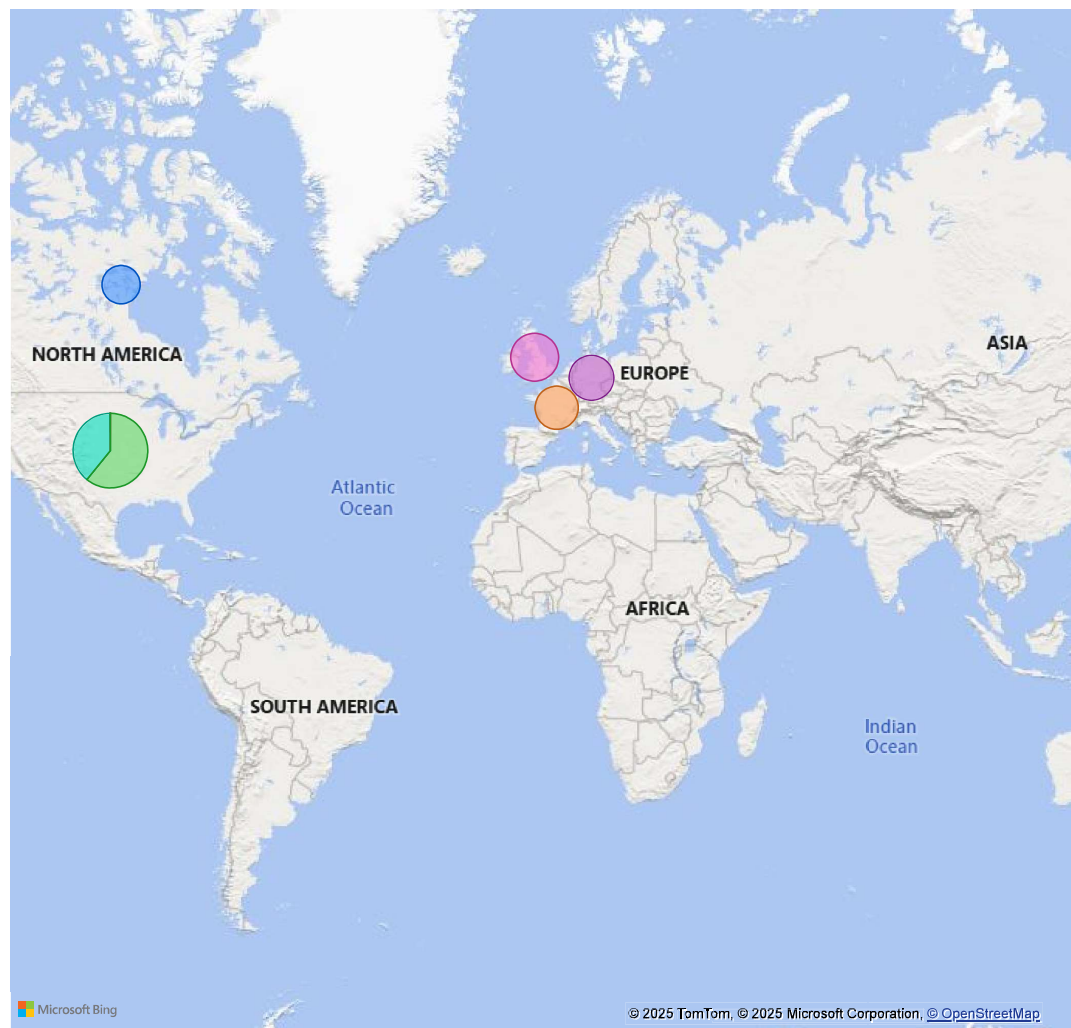 NORTH AMERICA
EUROPE
ASIA
Atlantic
Ocean
AFRICA
SOUTH AMERICA
Indian
Ocean
Microsoft Bing
© 2025 TomTom, © 2025 Microsoft Corporation, © OpenStreetMap